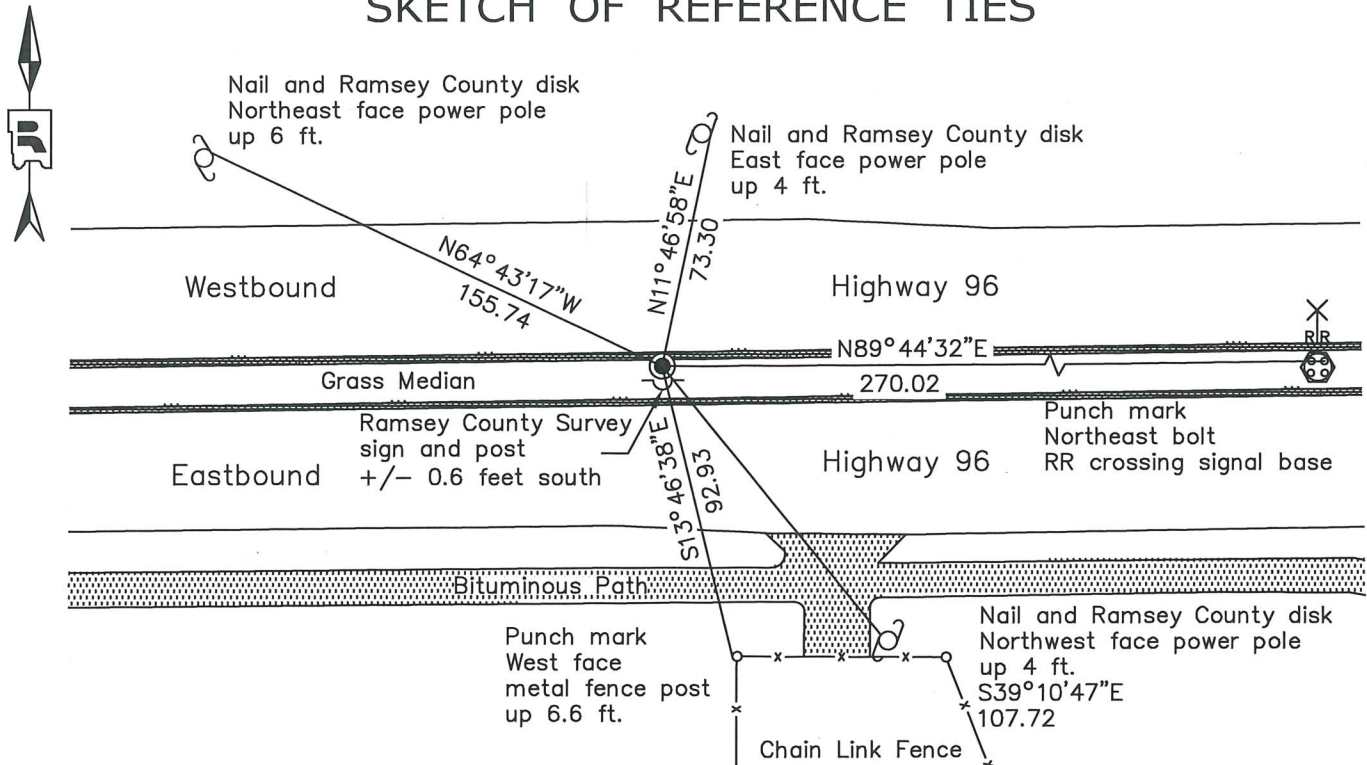 SKETCH OF REFERENCE TIES
R
Nail and Ramsey County disk
Northeast face power pole
up 6 ft.
Nail and Ramsey County disk
East face power pole
up 4 ft.
N64°43'17"W
155.74
N11°46'58"E
73.30
Westbound
Highway 96
RR
N89°44'32"E
270.02
Grass Median
Ramsey County Survey
sign and post
+/- 0.6 feet south
Punch mark
Northeast bolt
RR crossing signal base
Eastbound
Highway 96
S13°46'38"E
92.93
Bituminous Path
Punch mark
West face
metal fence post
up 6.6 ft.
Nail and Ramsey County disk
Northwest face power pole
up 4 ft.
S39°10'47"E
107.72
Chain Link Fence